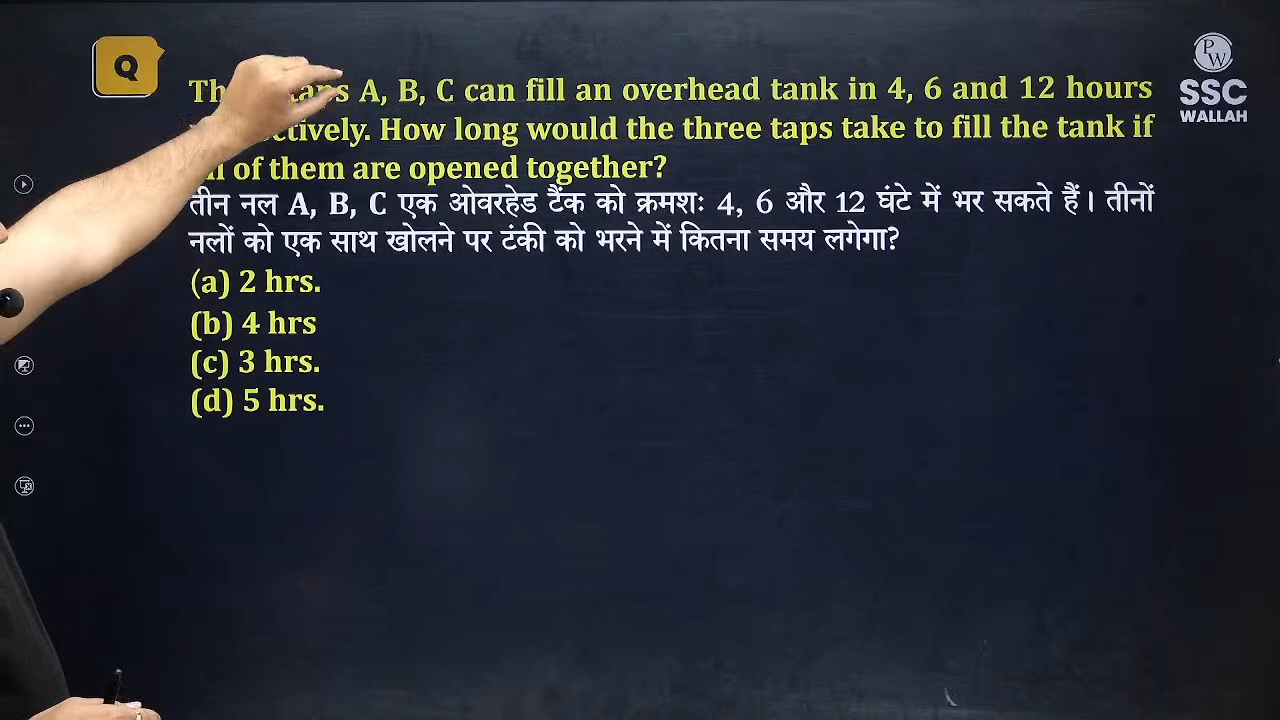 Q
taps A, B, C can fill an overhead tank in 4, 6 and 12 hours
How long would the three taps take to fill the tank if
of them are opened together?
तीन नल A, B, C एक ओवरहेड टैंक को क्रमशः 4, 6 और 12 घंटे में भर सकते हैं। तीनों
नलों को एक साथ खोलने पर टंकी को भरने में कितना समय लगेगा?
(a) 2 hrs.
(b) 4 hrs
(c) 3 hrs.
(d) 5 hrs.
PW
SSC
WALLAH